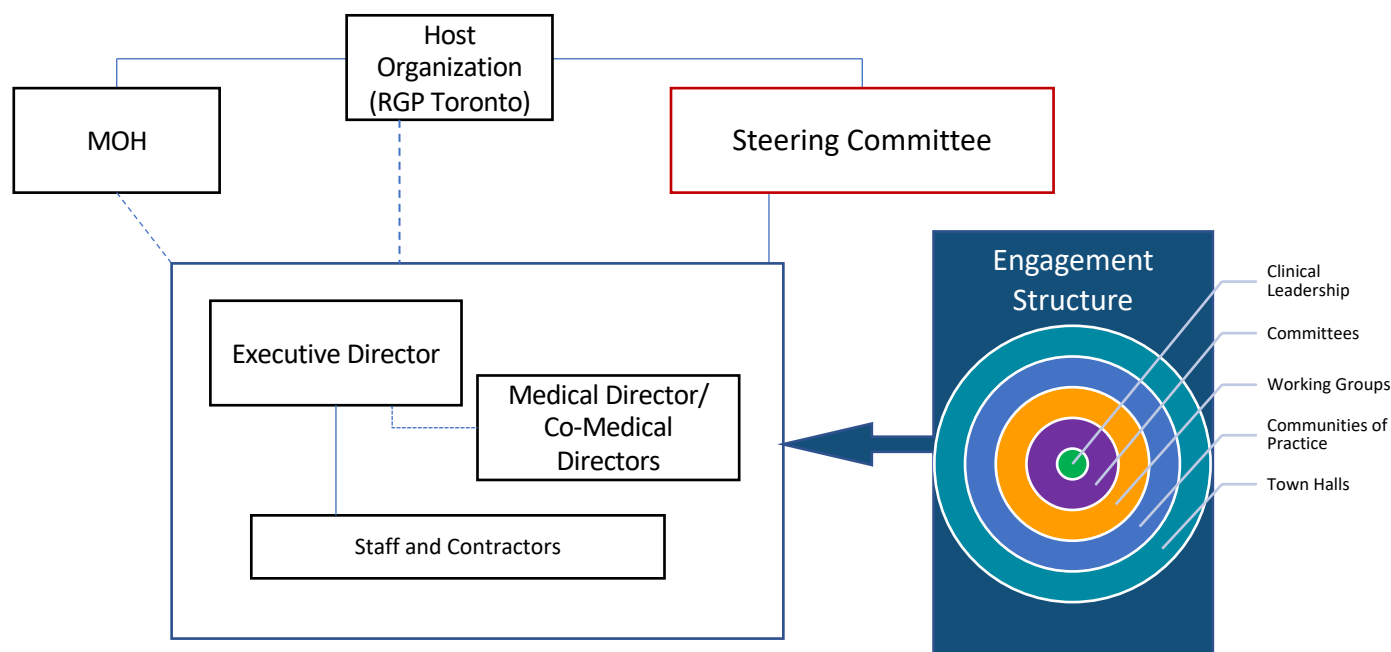 Host
Organization
(RGP Toronto)
MOH
Steering Committee
Executive Director
Medical Director/
Co-Medical
Directors
Staff and Contractors
Engagement
Structure
Clinical
Leadership
Committees
Working Groups
Communities of
Practice
Town Halls